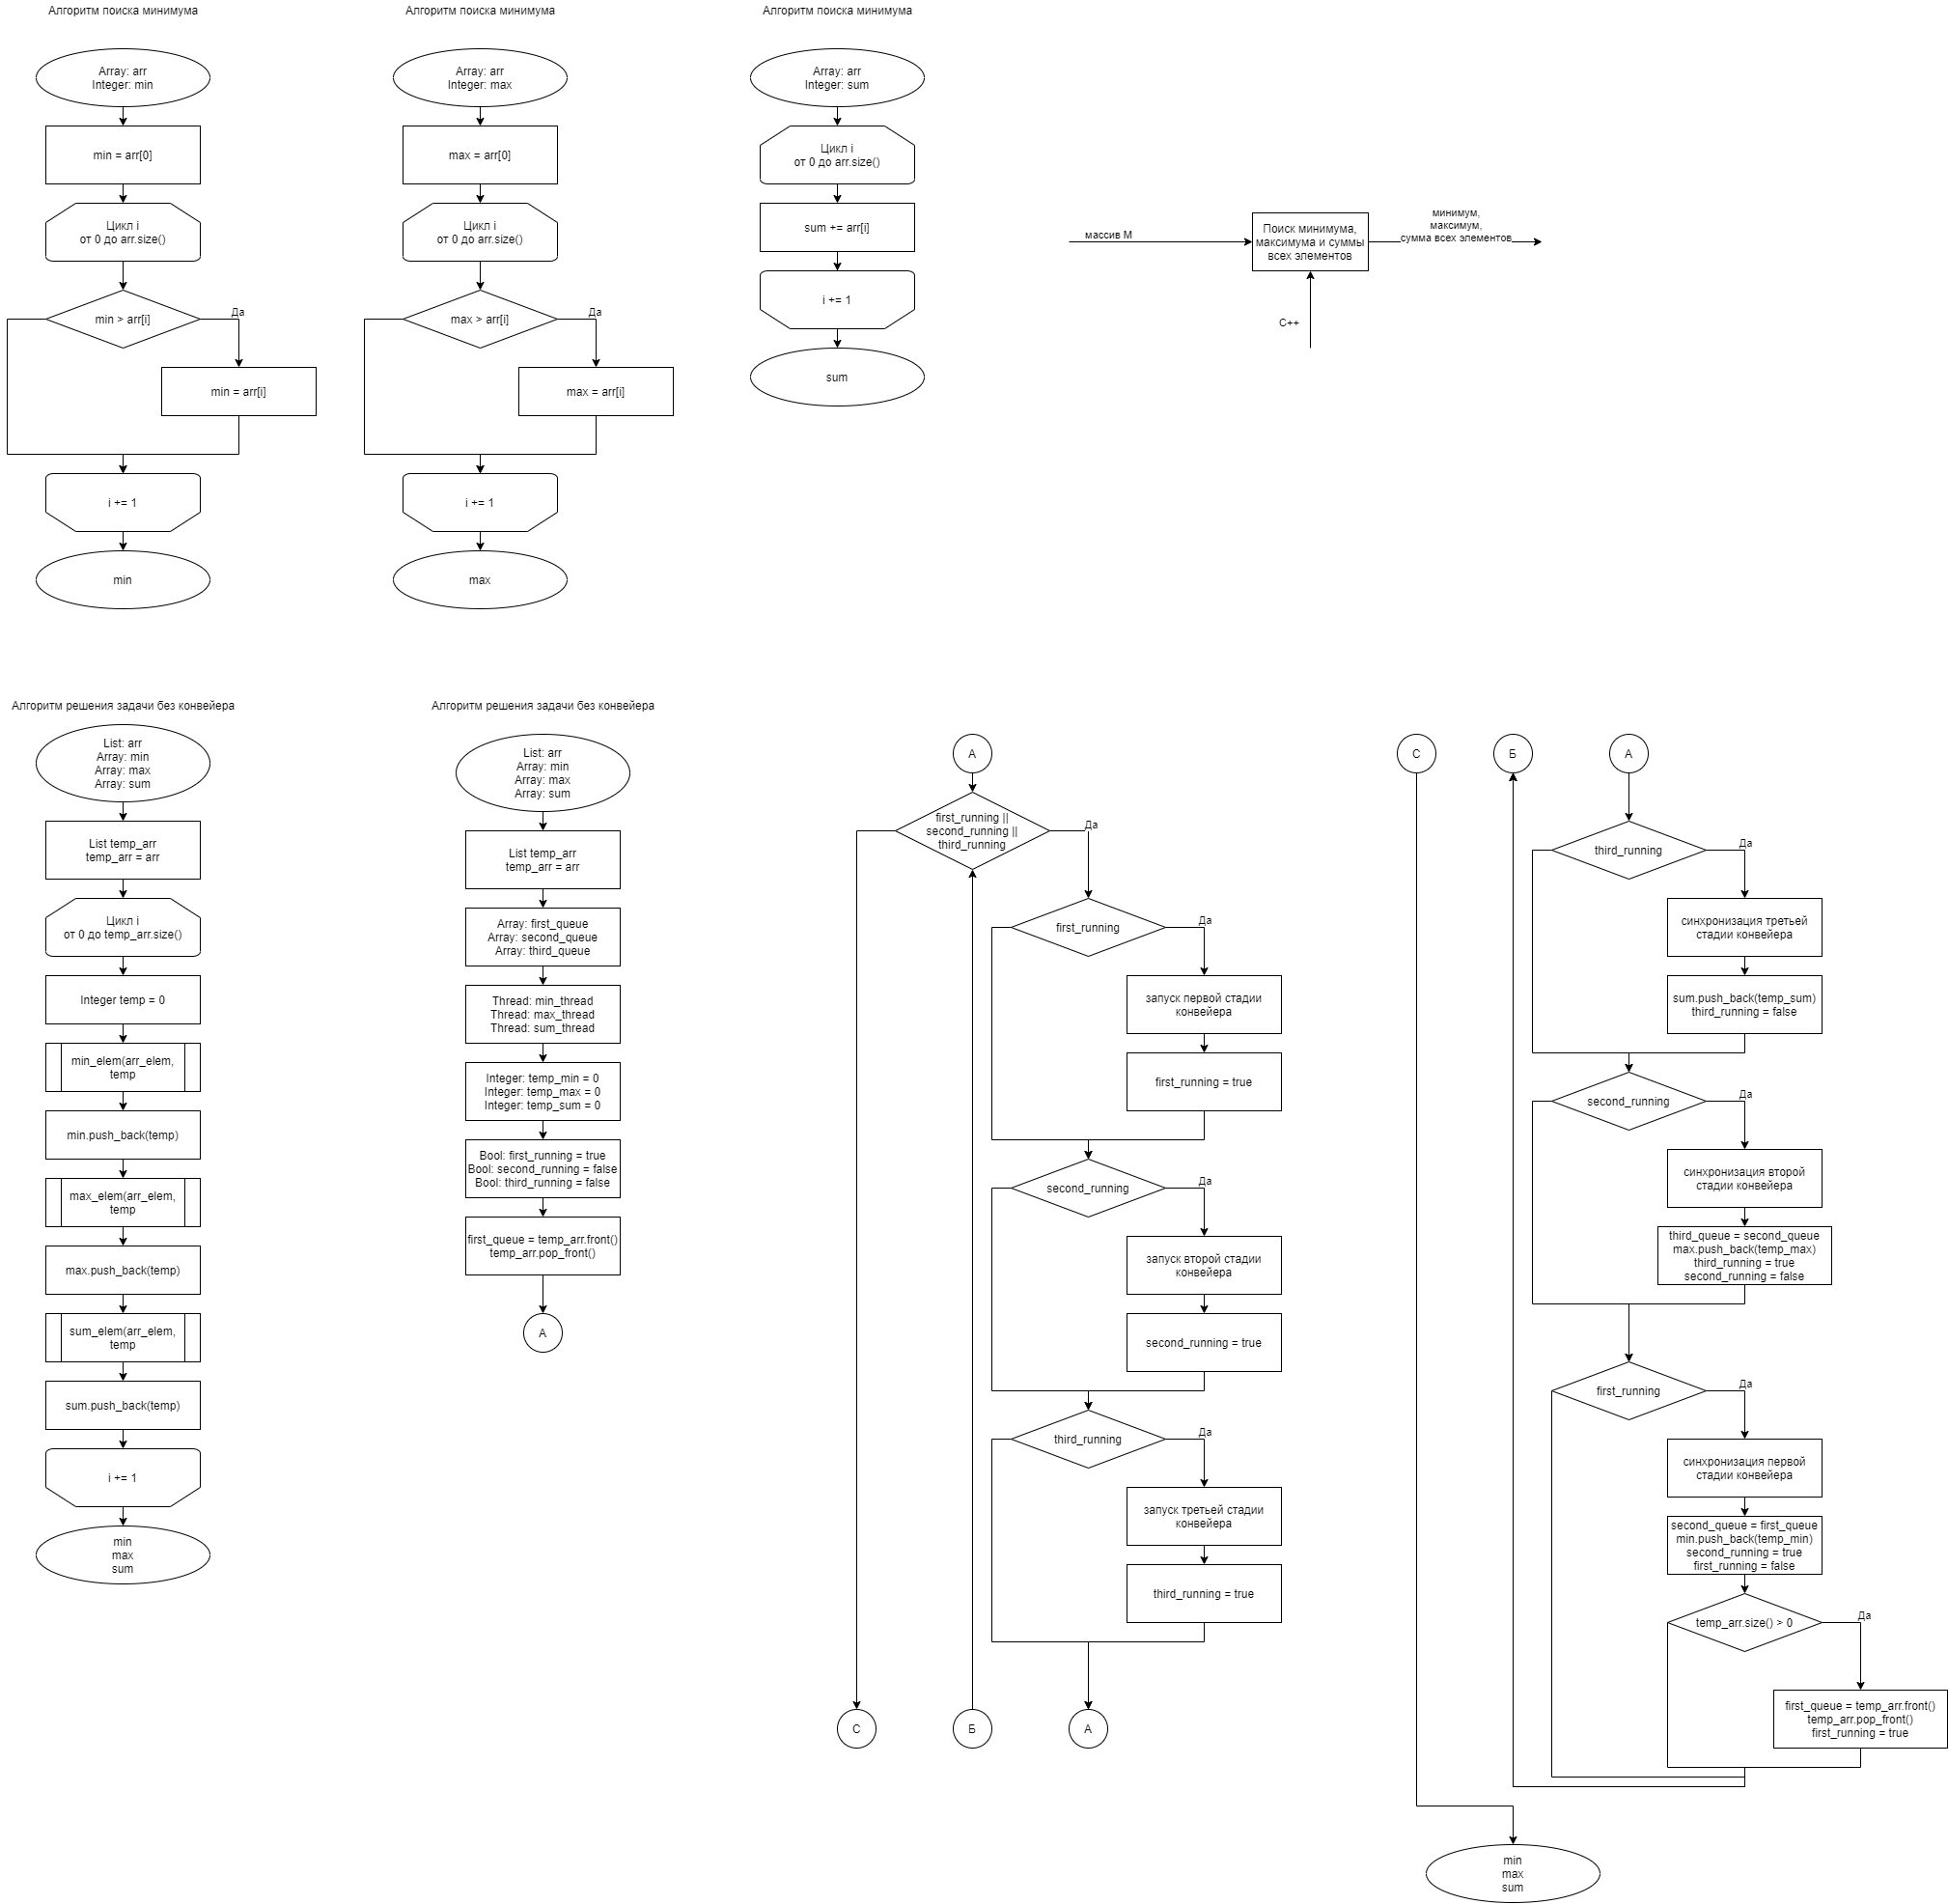 Алгоритм поиска минимума
Array: arr
Integer: min
min = arr[0]
Цикл i
от 0 до arr.size()
min > arr[i]
Да
min = arr[i]
i += 1
min
Алгоритм поиска минимума
Array: arr
Integer: max
max = arr[0]
Цикл i
от 0 до arr.size()
max > arr[i]
Да
max = arr[i]
i += 1
max
Алгоритм поиска минимума
Array: arr
Integer: sum
Цикл i
от 0 до arr.size()
sum += arr[i]
i += 1
sum
массив M
Поиск минимума,
максимума и суммы
всех элементов
минимум,
максимум,
сумма всех элементов
C++
Алгоритм решения задачи без конвейера
List: arr
Array: min
Array: max
Array: sum
List temp_arr
temp_arr = arr
Цикл i
от 0 до temp_arr.size()
Integer temp = 0
min_elem(arr_elem,
temp
min.push_back(temp)
max_elem(arr_elem,
temp
max.push_back(temp)
sum_elem(arr_elem,
temp
sum.push_back(temp)
i += 1
min
max
sum
Алгоритм решения задачи без конвейера
List: arr
Array: min
Array: max
Array: sum
List temp_arr
temp_arr = arr
Array: first_queue
Array: second_queue
Array: third_queue
Thread: min_thread
Thread: max_thread
Thread: sum_thread
Integer: temp_min = 0
Integer: temp_max = 0
Integer: temp_sum = 0
Bool: first_running = true
Bool: second_running = false
Bool: third_running = false
first_queue = temp_arr.front()
temp_arr.pop_front()
А
А
first_running ||
second_running ||
third_running
Да
first_running
Да
запуск первой стадии
конвейера
first_running = true
second_running
Да
запуск второй стадии
конвейера
second_running = true
third_running
Да
запуск третьей стадии
конвейера
third_running = true
С
Б
А
С
Б
А
third_running
Да
синхронизация третьей
стадии конвейера
sum.push_back(temp_sum)
third_running = false
second_running
Да
синхронизация второй
стадии конвейера
third_queue = second_queue
max.push_back(temp_max)
third_running = true
second_running = false
first_running
Да
синхронизация первой
стадии конвейера
second_queue = first_queue
min.push_back(temp_min)
second_running = true
first_running = false
temp_arr.size() > 0
Да
first_queue = temp_arr.front()
temp_arr.pop_front()
first_running = true
min
max
sum